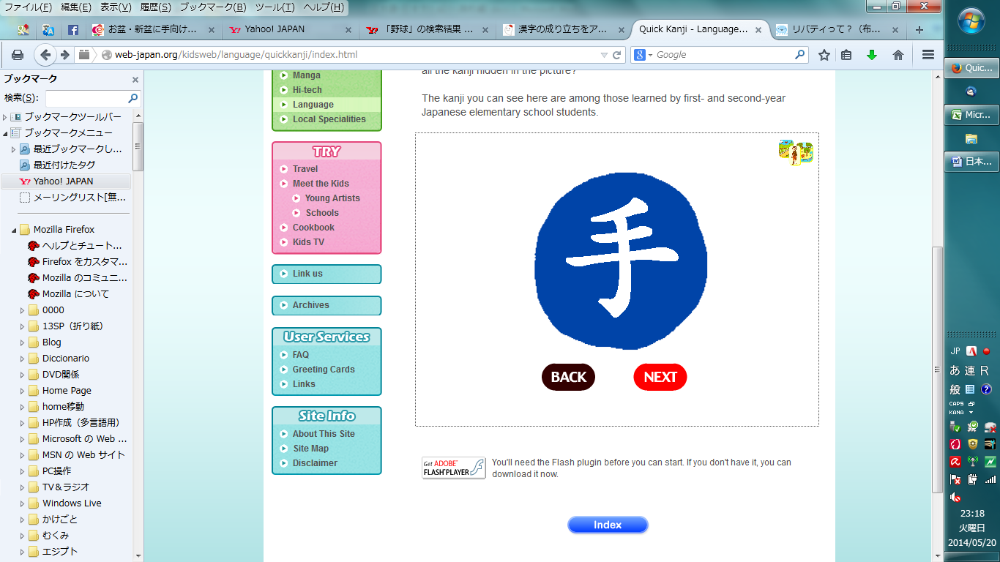 ファイル(F) 編集(E) 表示(V) 履歴(S) ブックマーク(B) ツール(T) ヘルプ(H)
お盆・新盆に手向け...
Yahoo! JAPAN
「野球」の検索結果 ...
漢字の成り立ちをア...
Quick Kanji - Language...
リバティって？（布...
web-japan.org/kidsweb/language/quickkanji/index.html
Google
ブックマーク
検索(S):
ブックマークツールバー
ブックマークメニュー
最近ブックマークし...
最近付けたタグ
Yahoo! JAPAN
メーリングリスト[無...
Mozilla Firefox
ヘルプとチュート...
Firefox をカスタマ...
Mozilla のコミュニ...
Mozilla について
0000
13SP（折り紙）
Blog
Diccionario
DVD関係
Home Page
home移動
HP作成（多言語用）
Microsoft の Web ...
MSN の Web サイト
PC操作
TV＆ラジオ
Windows Live
かけごと
むくみ
エジプト
Manga
Hi-tech
Language
Local Specialities
TRY
Travel
Meet the Kids
Young Artists
Schools
Cookbook
Kids TV
Link us
Archives
User Services
FAQ
Greeting Cards
Links
Site Info
About This Site
Site Map
Disclaimer
all the kanji hidden in the picture?
The kanji you can see here are among those learned by first- and second-year
Japanese elementary school students.
手
BACK
NEXT
Get ADOBE FLASH PLAYER
You'll need the Flash plugin before you can start. If you don't have it, you can
download it now.
Index
Quic...
Micr...
日本...
JP
あ 連 R
般
CAPS
KANA
23:18
火曜日
2014/05/20